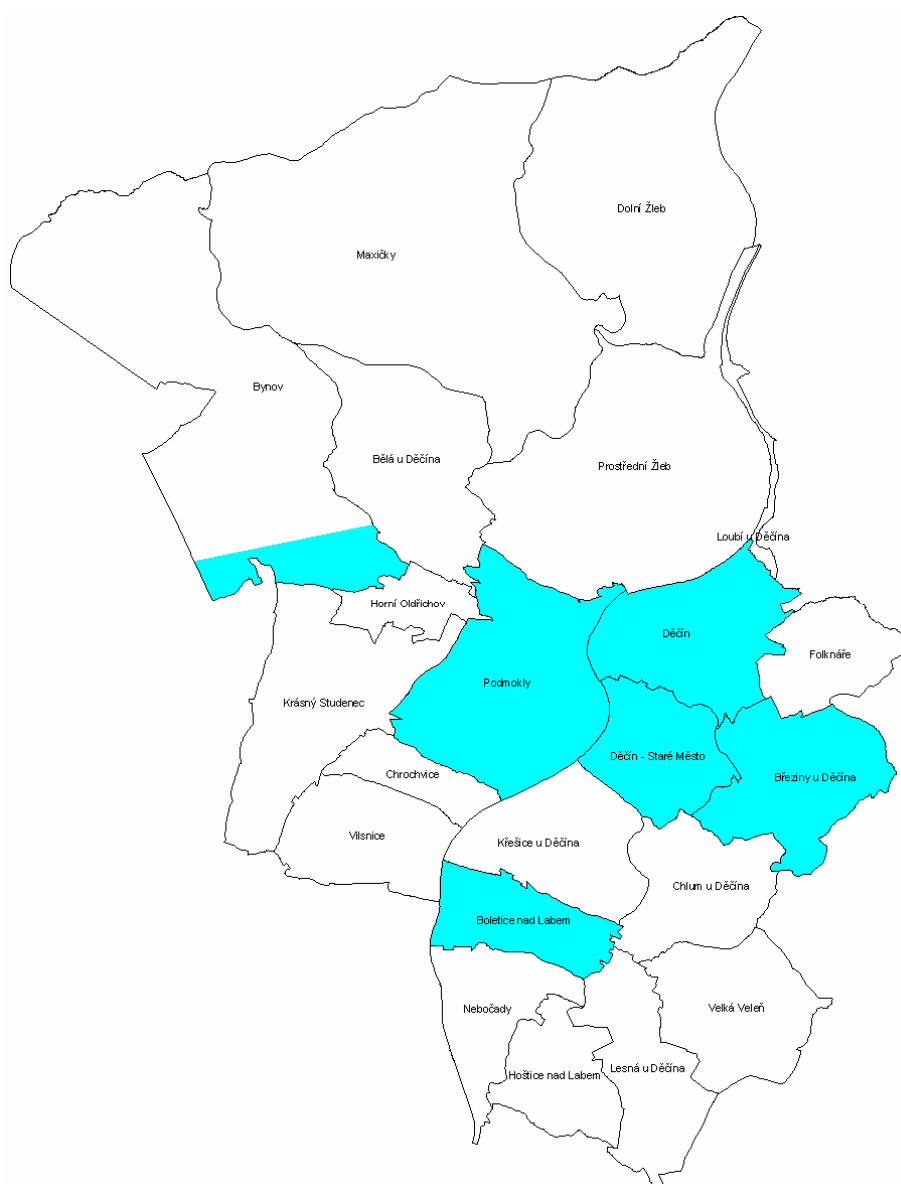 Dolní Žleb
Maxičky
Bynov
Bělá u Děčína
Prostřední Žleb
Loubí u Děčína
Horní Oldřichov
Děčín
Folknáře
Podmokly
Krásný Studenec
Děčín - Staré Město
Chrochvice
Březiny u Děčína
Vilsnice
Křešice u Děčína
Chlum u Děčína
Boletice nad Labem
Nebočady
Velká Veleň
Hoštice nad Labem
Lesná u Děčína